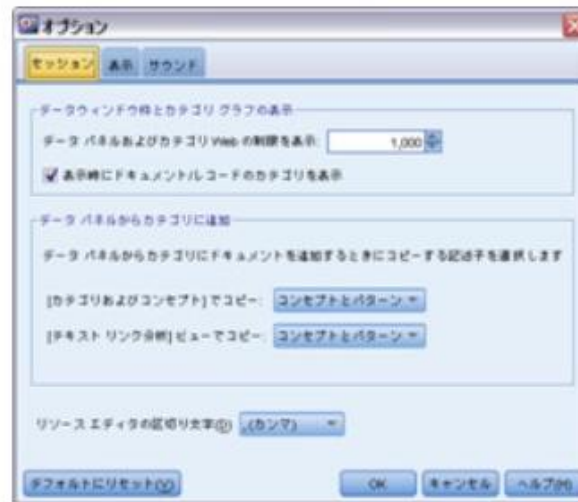 オプション
セッション 表示 サウンド
データウィンドウ枠とカテゴリ グラフの表示
データ パネルおよびカテゴリ Web の制限を表示: 1,000
表示時にドキュメント/レコードのカテゴリを表示
データ パネルからカテゴリに追加
データ パネルからカテゴリにドキュメントを追加するときにコピーする記述子を選択します
[カテゴリおよびコンセプト] でコピー: コンセプトとパターン
[テキスト リンク分析] ビューでコピー: コンセプトとパターン
リソース エディタの区切り文字(D) , (カンマ)
デフォルトにリセット(V) OK キャンセル ヘルプ(H)